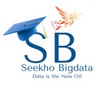 SB
Seekho Bigdata
Data is the New Oil